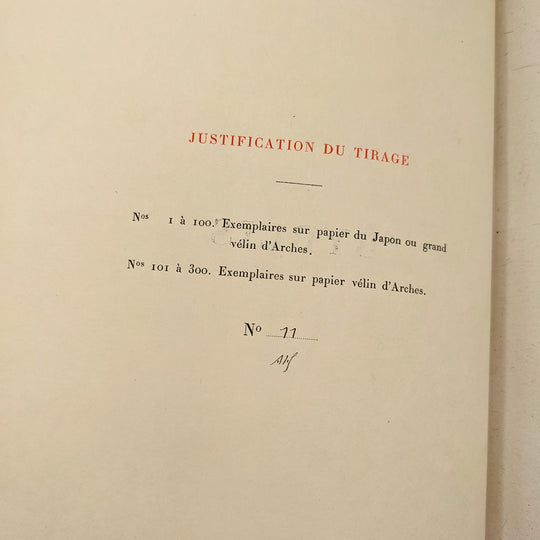 JUSTIFICATION DU TIRAGE
Nos 1 à 100. Exemplaires sur papier du Japon ou grand
vélin d'Arches.
Nos 101 à 300. Exemplaires sur papier vélin d'Arches.
No 11